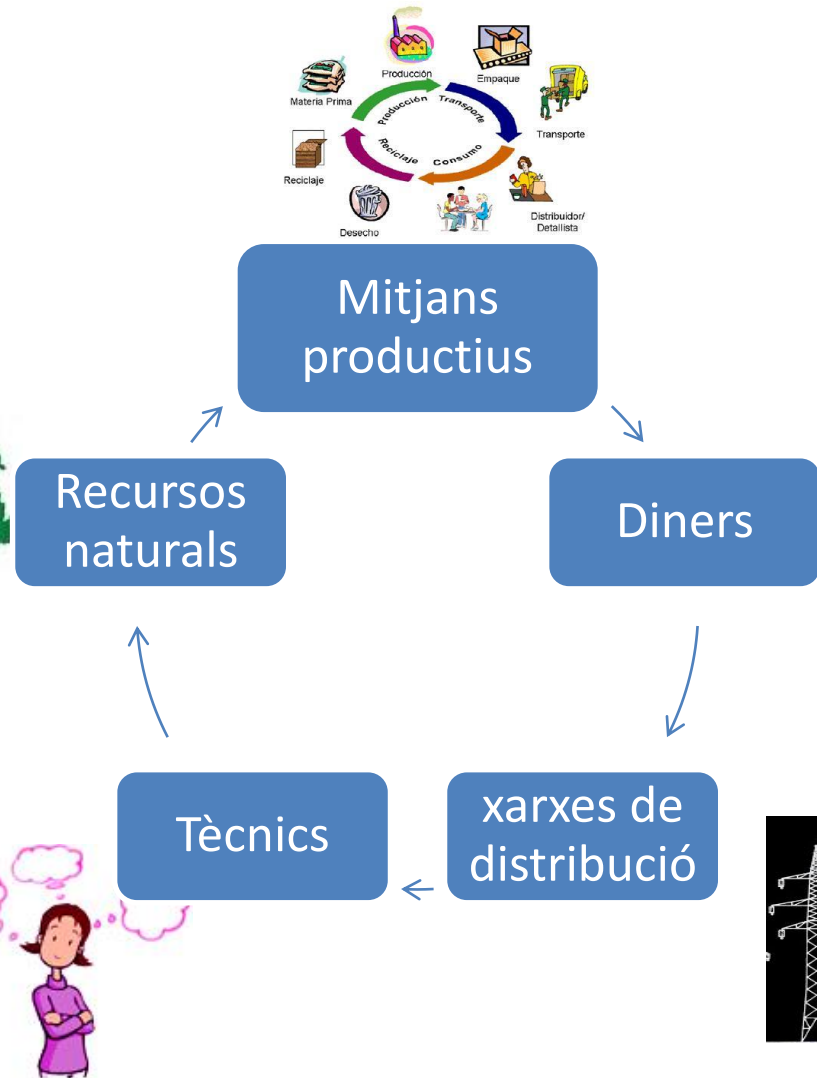 Producción
Empaque
Materia Prima
Producción Transporte
Transporte
Reciclaje Consumo
Reciclaje
Distribuidor/
Detallista
Desecho
Mitjans
productius
Recursos
naturals
Diners
Tècnics
xarxes de
distribució